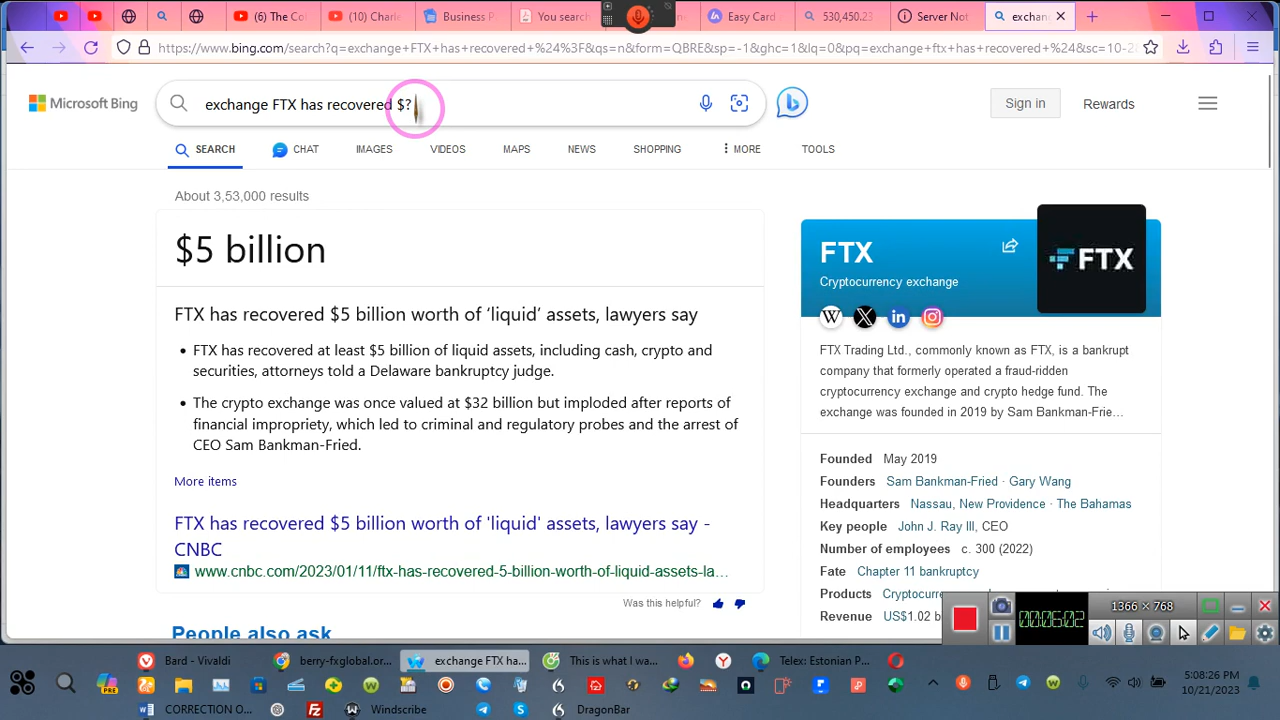 (6) The Co
(10) Charle
Business P
You search
Easy Card
530,450.23
Server Not
exchan
https://www.bing.com/search?q=exchange+FTX+has+recovered+%24%3F&qs=n&form=QBRE&sp=-1&ghc=1&lq=0&pq=exchange+ftx+has+recovered+%24&sc=10-2
Microsoft Bing
exchange FTX has recovered $?
Sign in
Rewards
SEARCH
CHAT
IMAGES
VIDEOS
MAPS
NEWS
SHOPPING
MORE
TOOLS
About 3,53,000 results
$5 billion
FTX has recovered $5 billion worth of ‘liquid’ assets, lawyers say
• FTX has recovered at least $5 billion of liquid assets, including cash, crypto and
securities, attorneys told a Delaware bankruptcy judge.
• The crypto exchange was once valued at $32 billion but imploded after reports of
financial impropriety, which led to criminal and regulatory probes and the arrest of
CEO Sam Bankman-Fried.
More items
FTX has recovered $5 billion worth of 'liquid' assets, lawyers say -
CNBC
www.cnbc.com/2023/01/11/ftx-has-recovered-5-billion-worth-of-liquid-assets-la…
Was this helpful?
People also ask
FTX
Cryptocurrency exchange
FTX
FTX Trading Ltd., commonly known as FTX, is a bankrupt
company that formerly operated a fraud-ridden
cryptocurrency exchange and crypto hedge fund. The
exchange was founded in 2019 by Sam Bankman-Frie…
Founded May 2019
Founders Sam Bankman-Fried · Gary Wang
Headquarters Nassau, New Providence · The Bahamas
Key people John J. Ray III, CEO
Number of employees c. 300 (2022)
Fate Chapter 11 bankruptcy
Products Cryptocurre
Revenue US$1.02 b
1366 × 768
00:06:02
Bard - Vivaldi
berry-fxglobal.or...
exchange FTX ha...
This is what I wa...
Telex: Estonian P...
5:08:26 PM
10/21/2023
PRE
CORRECTION O...
Windscribe
DragonBar